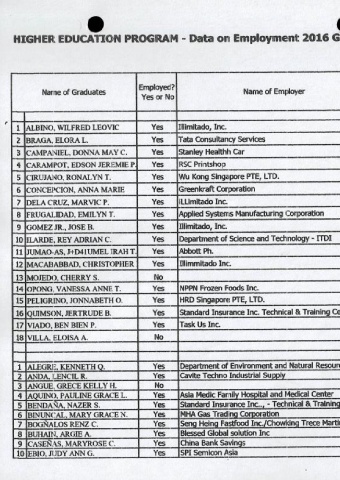 HIGHER EDUCATION PROGRAM - Data on Employment 2016 G
Name of Graduates Employed? Yes or No Name of Employer
1 ALBINO, WILFRED LEOVIC Yes Illimitado, Inc.
2 BRAGA, ELORA L. Yes Tata Consultancy Services
3 CAMPANIEL, DONNA MAY C. Yes Stanley Healthh Car
4 CARAMPOT, EDSON JEREMIE P. Yes RSC Printshop
5 CIRUJANO, RONALYN T. Yes Wu Kong Singapore PTE, LTD.
6 CONCEPCION, ANNA MARIE Yes Greenkraft Corporation
7 DELA CRUZ, MARVIC P. Yes iLLimitado Inc.
8 FRUGALIDAD, EMILYN T. Yes Applied Systems Manufacturing Corporation
9 GOMEZ JR., JOSE B. Yes Illimitado, Inc.
10 ILARDE, REY ADRIAN C. Yes Department of Science and Technology - ITDI
11 JUMAO-AS, Yes Abbott Ph.
12 MACABABBAD, CHRISTOPHER Yes Illimmitado Inc.
13 MOJEDO, CHERRY S. No
14 OPONG, VANESSA ANNE T. Yes NPPN Frozen Foods Inc.
15 PELIGRINO, JONNABETH O. Yes HRD Singapore PTE, LTD.
16 QUIMSON, JERTRUDE B. Yes Standard Insurance Inc. Technical & Training Ce
17 VIADO, BEN BIEN P. Yes Task Us Inc.
18 VILLA, ELOISA A. No
1 ALEGRE, KENNETH Q. Yes Department of Environment and Natural Resour
2 ANDA, LENCIL R. Yes Cavite Techno Industrial Supply
3 ANGUE, GRECE KELLY H. No
4 AQUINO, PAULINE GRACE L. Yes Asia Medic Family Hospital and Medical Center
5 BENDAÑA, NAZER S. Yes Standard Insurance Inc.., - Technical & Training
6 BINUNCAL, MARY GRACE N. Yes MHA Gas Trading Corporation
7 BOGÑALOS RENZ C. Yes Seng Heing Fastfood Inc./Chowking Trece Marti
8 BUHAIN, ARGIE A. Yes Blessed Global solution Inc
9 CASEÑAS, MARYROSE C. Yes China Bank Savings
10 EBIO, JUDY ANN G. Yes SPI Semicon Asia